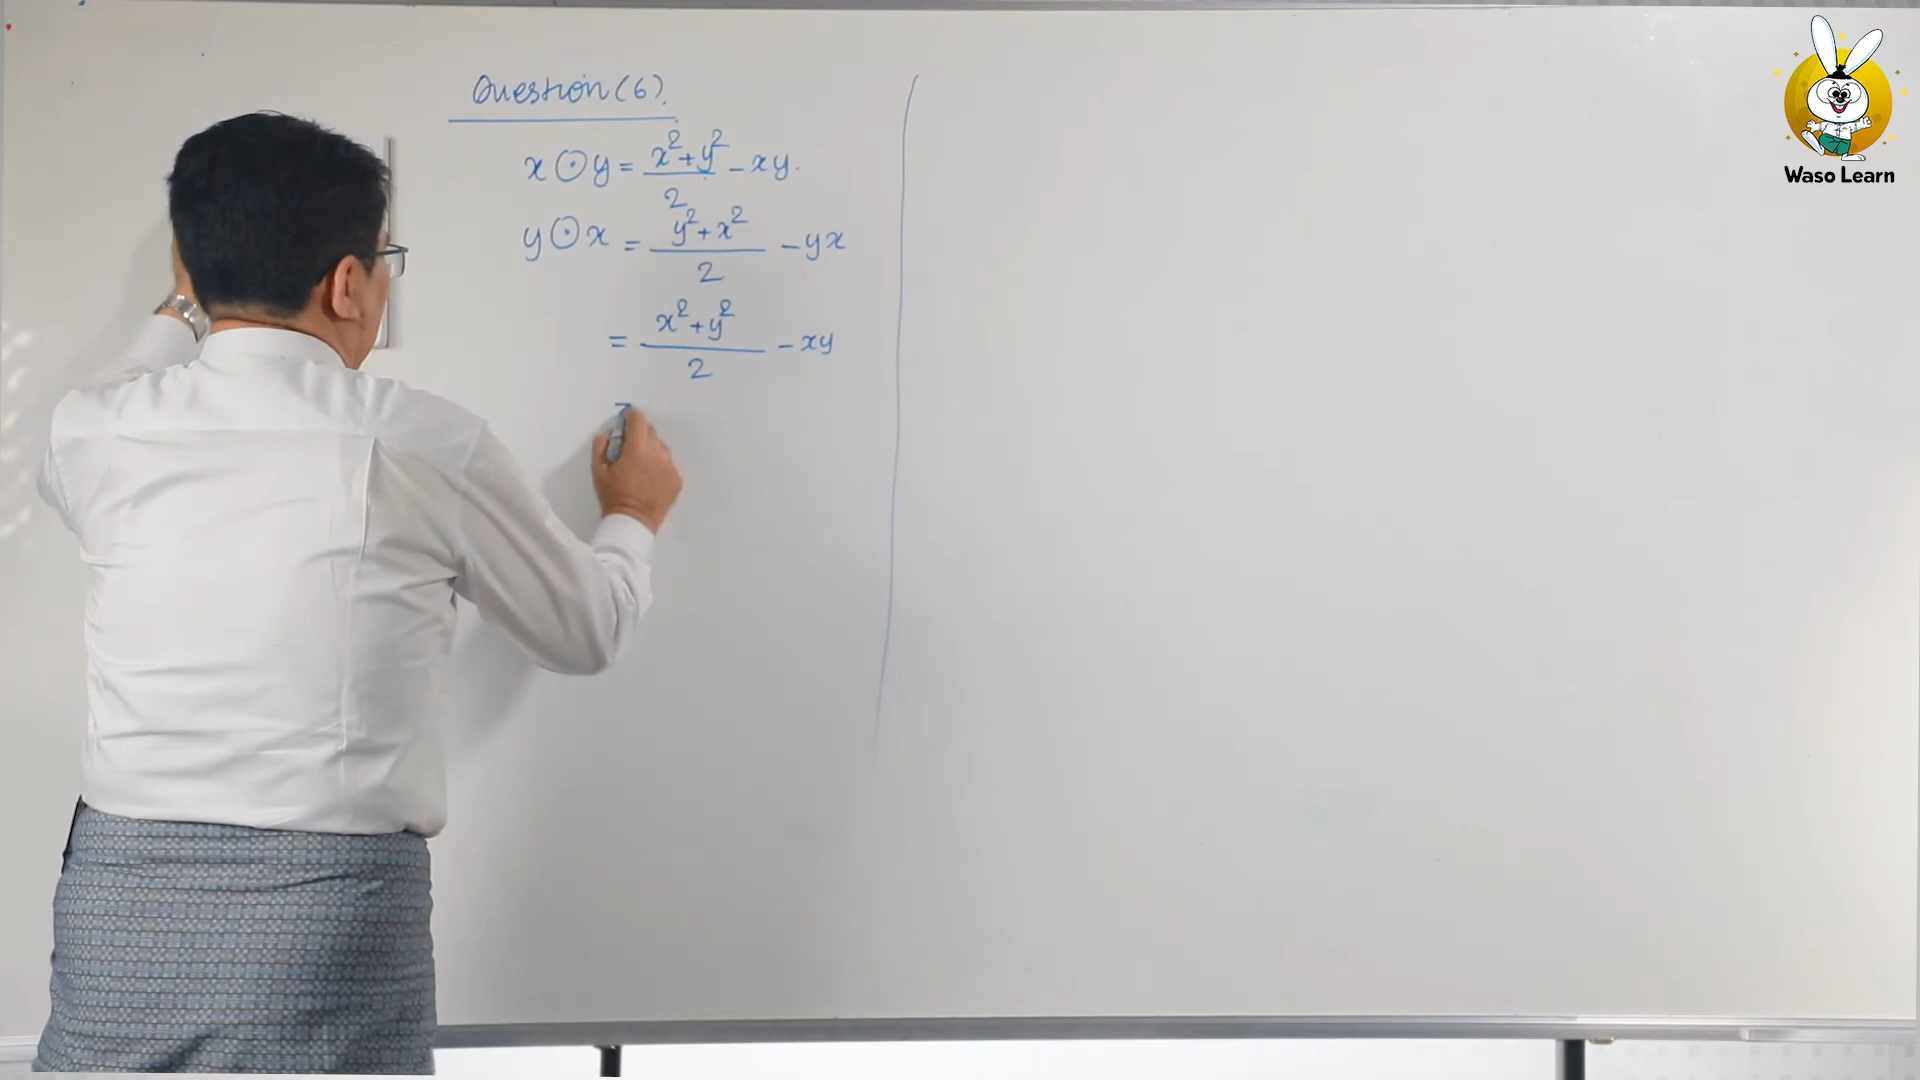 Question (6).
x ⊙ y = (x² + y²)/2 - xy.
y ⊙ x = (y² + x²)/2 - yx
= (x² + y²)/2 - xy
=
Waso Learn